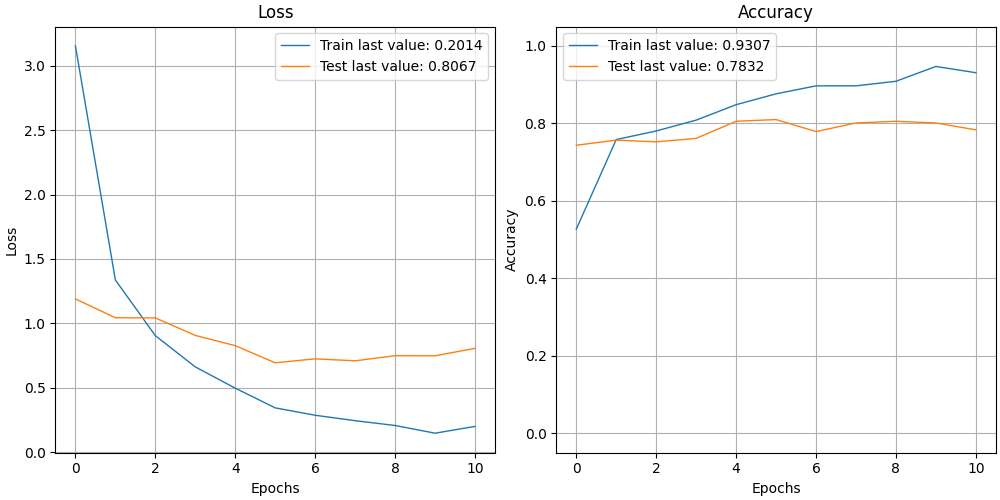 Loss
Train last value: 0.2014
Test last value: 0.8067
3.0
2.5
2.0
1.5
1.0
0.5
0.0
Loss
0 2 4 6 8 10
Epochs
Accuracy
Train last value: 0.9307
Test last value: 0.7832
1.0
0.8
0.6
0.4
0.2
0.0
Accuracy
0 2 4 6 8 10
Epochs